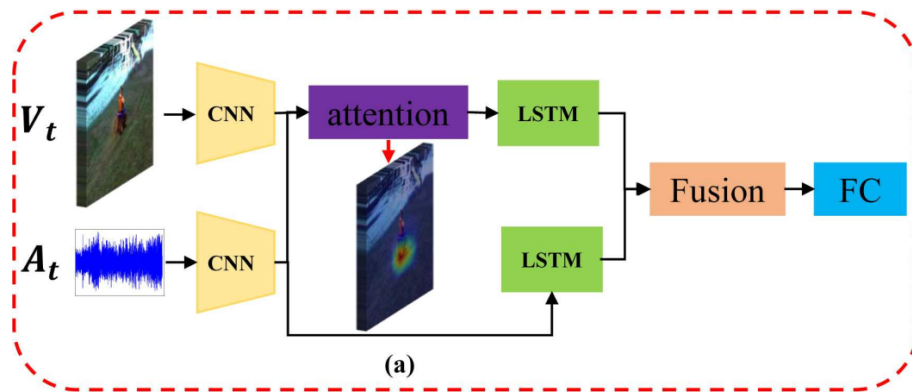 V_t
CNN
attention
LSTM
Fusion
FC
A_t
CNN
LSTM
(a)